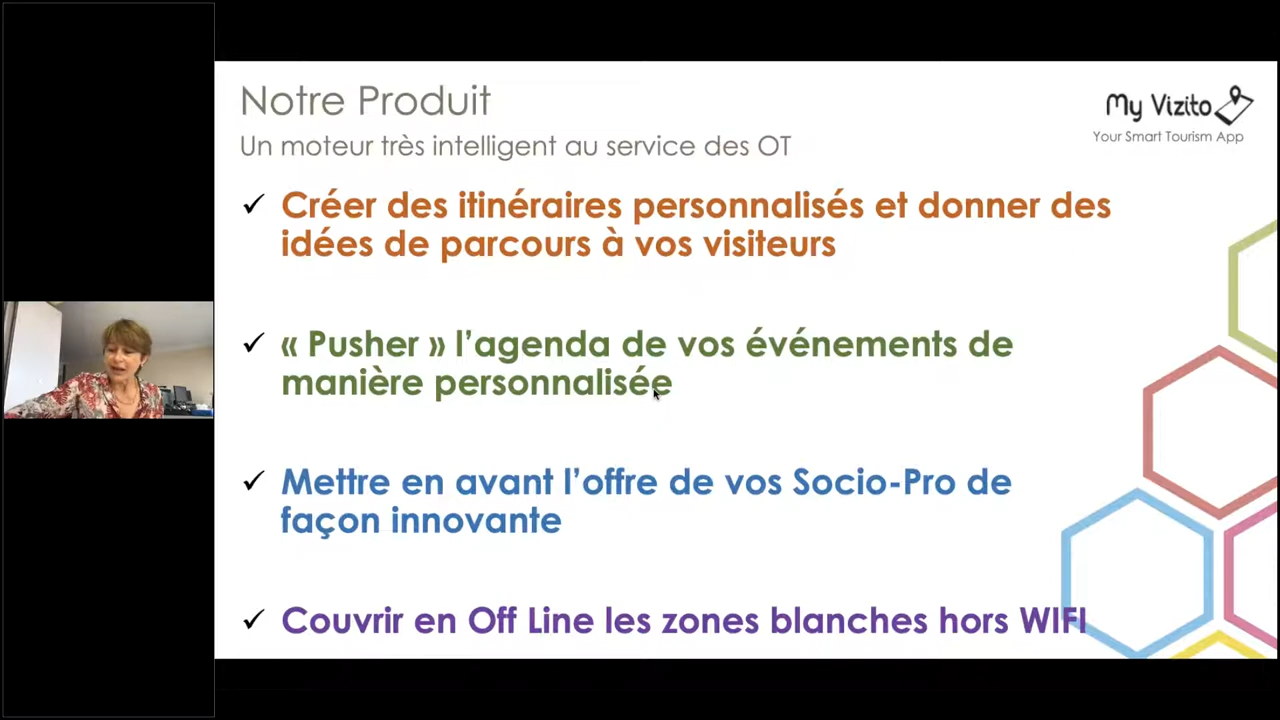 Notre Produit
Un moteur très intelligent au service des OT
My Vizito
Your Smart Tourism App
✓ Créer des itinéraires personnalisés et donner des
idées de parcours à vos visiteurs
✓ « Pusher » l’agenda de vos événements de
manière personnalisée
✓ Mettre en avant l’offre de vos Socio-Pro de
façon innovante
✓ Couvrir en Off Line les zones blanches hors WIFI